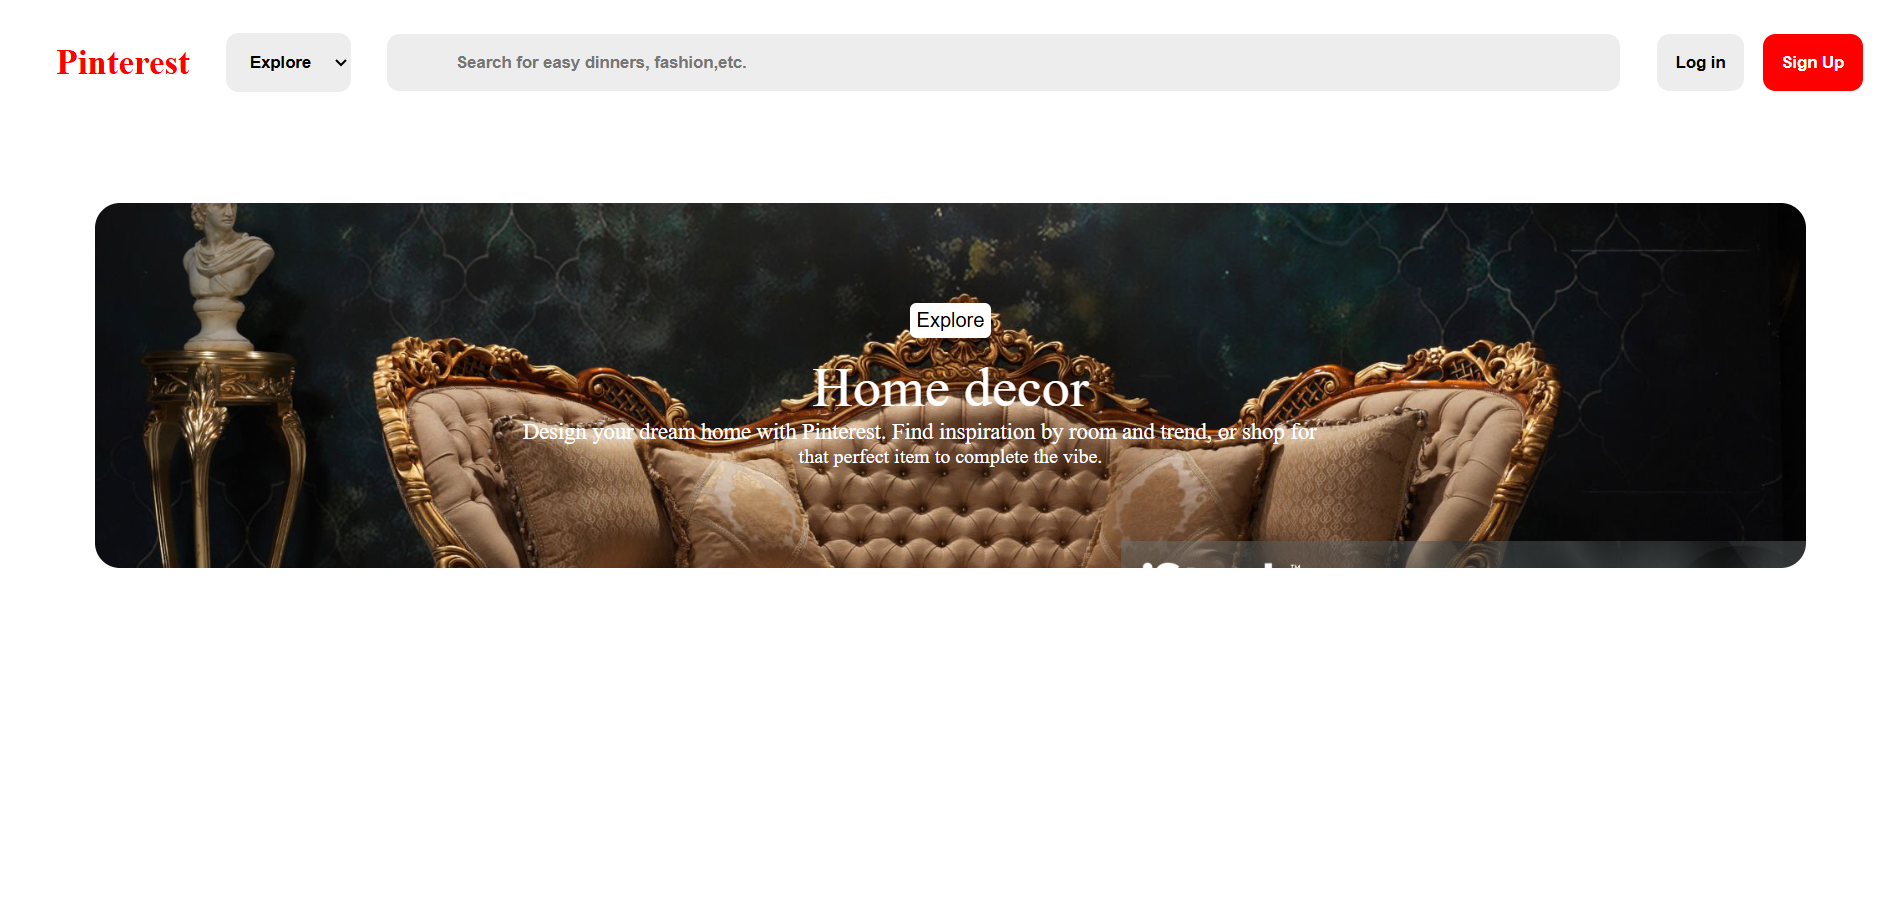 Pinterest
Explore
Search for easy dinners, fashion,etc.
Log in
Sign Up
Explore
Home decor
Design your dream home with Pinterest. Find inspiration by room and trend, or shop for
that perfect item to complete the vibe.